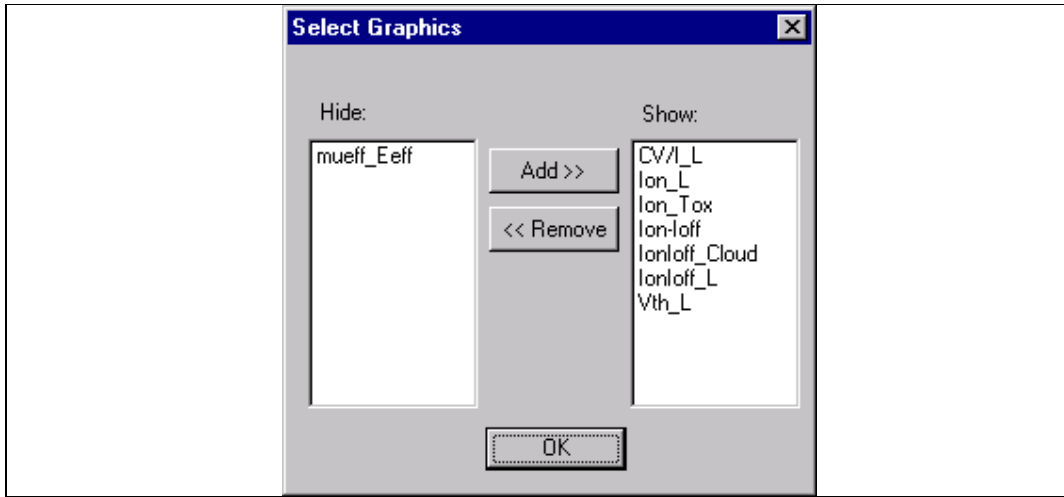 Select Graphics
Hide:
Show:
mueff_Eeff
Add >>
<< Remove
CV/I_L
Ion_L
Ion_Tox
Ion-Ioff
IonIoff_Cloud
IonIoff_L
Vth_L
OK